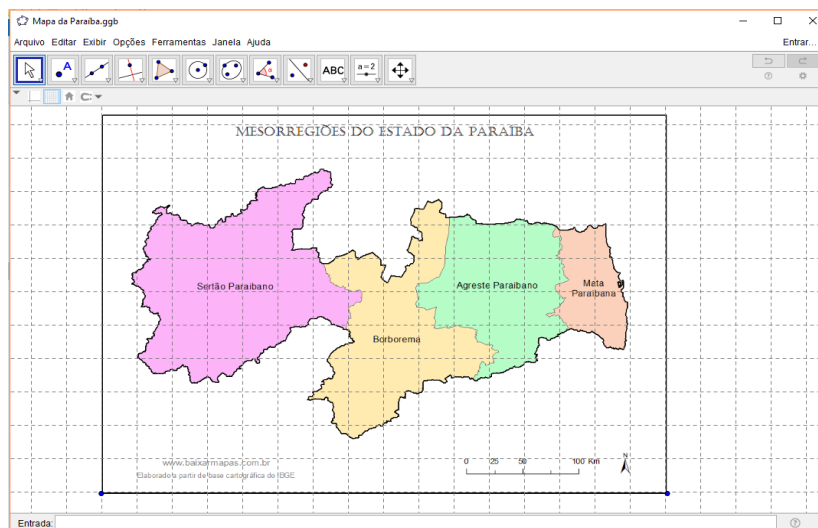 Mapa da Paraíba.ggb
Arquivo Editar Exibir Opções Ferramentas Janela Ajuda
Entrar...
A
α
ABC
a=2
MESORREGIÕES DO ESTADO DA PARAÍBA
Sertão Paraibano
Agreste Paraibano
Mata
Paraibana
Borborema
www.baixarmapas.com.br
Elaborado a partir de base cartográfica do IBGE
0 25 50 100 Km
N
Entrada: